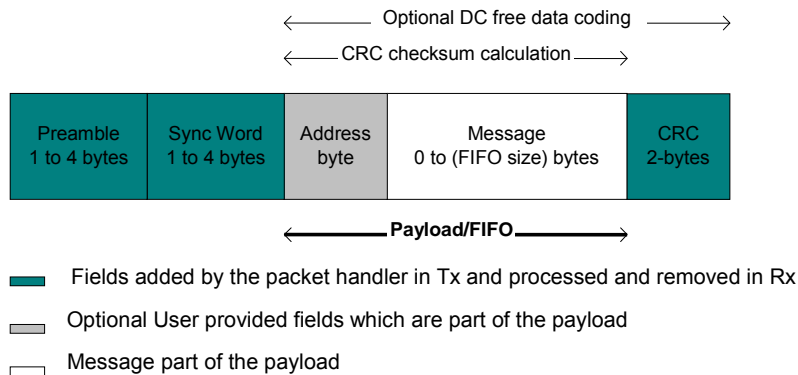 Optional DC free data coding
CRC checksum calculation
Preamble
1 to 4 bytes
Sync Word
1 to 4 bytes
Address
byte
Message
0 to (FIFO size) bytes
CRC
2-bytes
Payload/FIFO
Fields added by the packet handler in Tx and processed and removed in Rx
Optional User provided fields which are part of the payload
Message part of the payload